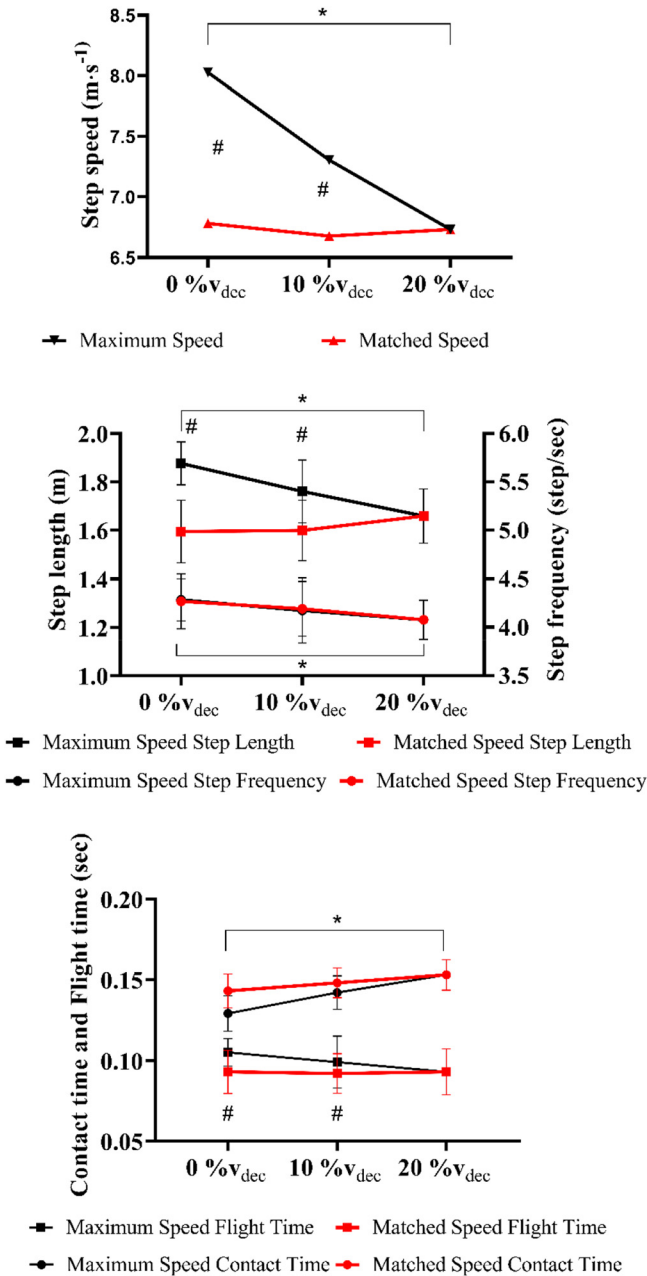 *
8.5
8.0
7.5
7.0
6.5
Step speed (m·s⁻¹)
#
#
0 %vdec 10 %vdec 20 %vdec
Maximum Speed Matched Speed
*
#
#
2.0
1.8
1.6
1.4
1.2
1.0
Step length (m)
6.0
5.5
5.0
4.5
4.0
3.5
Step frequency (step/sec)
*
0 %vdec 10 %vdec 20 %vdec
Maximum Speed Step Length Matched Speed Step Length
Maximum Speed Step Frequency Matched Speed Step Frequency
0.20
0.15
0.10
0.05
Contact time and Flight time (sec)
*
# #
0 %vdec 10 %vdec 20 %vdec
Maximum Speed Flight Time Matched Speed Flight Time
Maximum Speed Contact Time Matched Speed Contact Time